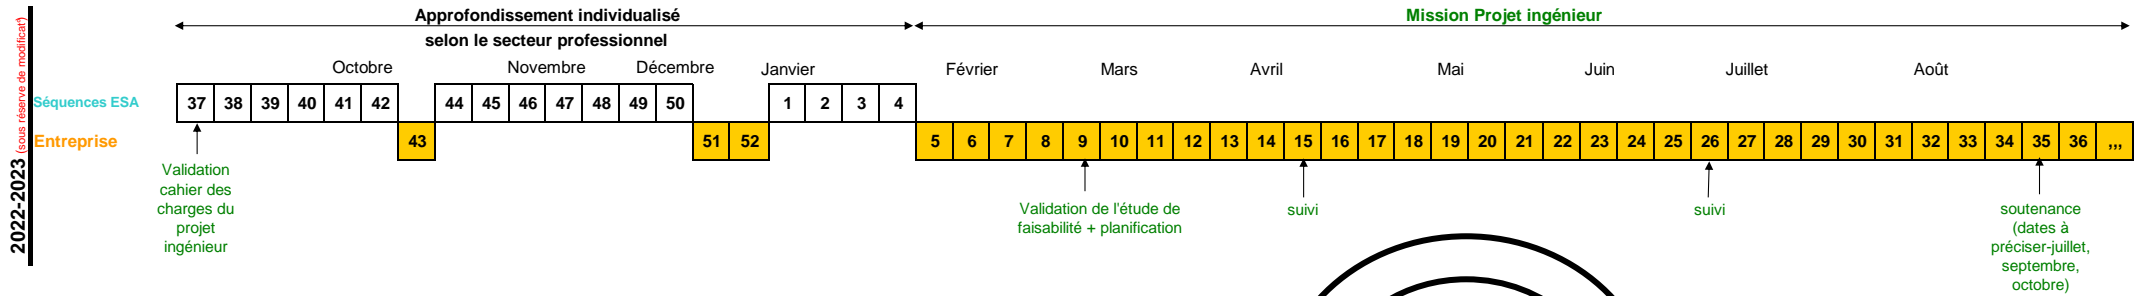 Approfondissement individualisé
selon le secteur professionnel
Mission Projet ingénieur
Octobre Novembre Décembre Janvier Février Mars Avril Mai Juin Juillet Août
2022-2023 (sous réserve de modificat°)
Séquences ESA 37 38 39 40 41 42 44 45 46 47 48 49 50 1 2 3 4
Entreprise 43 51 52 5 6 7 8 9 10 11 12 13 14 15 16 17 18 19 20 21 22 23 24 25 26 27 28 29 30 31 32 33 34 35 36 ,,,
Validation
cahier des
charges du
projet
ingénieur
Validation de l'étude de
faisabilité + planification
suivi
suivi
soutenance
(dates à
préciser-juillet,
septembre,
octobre)